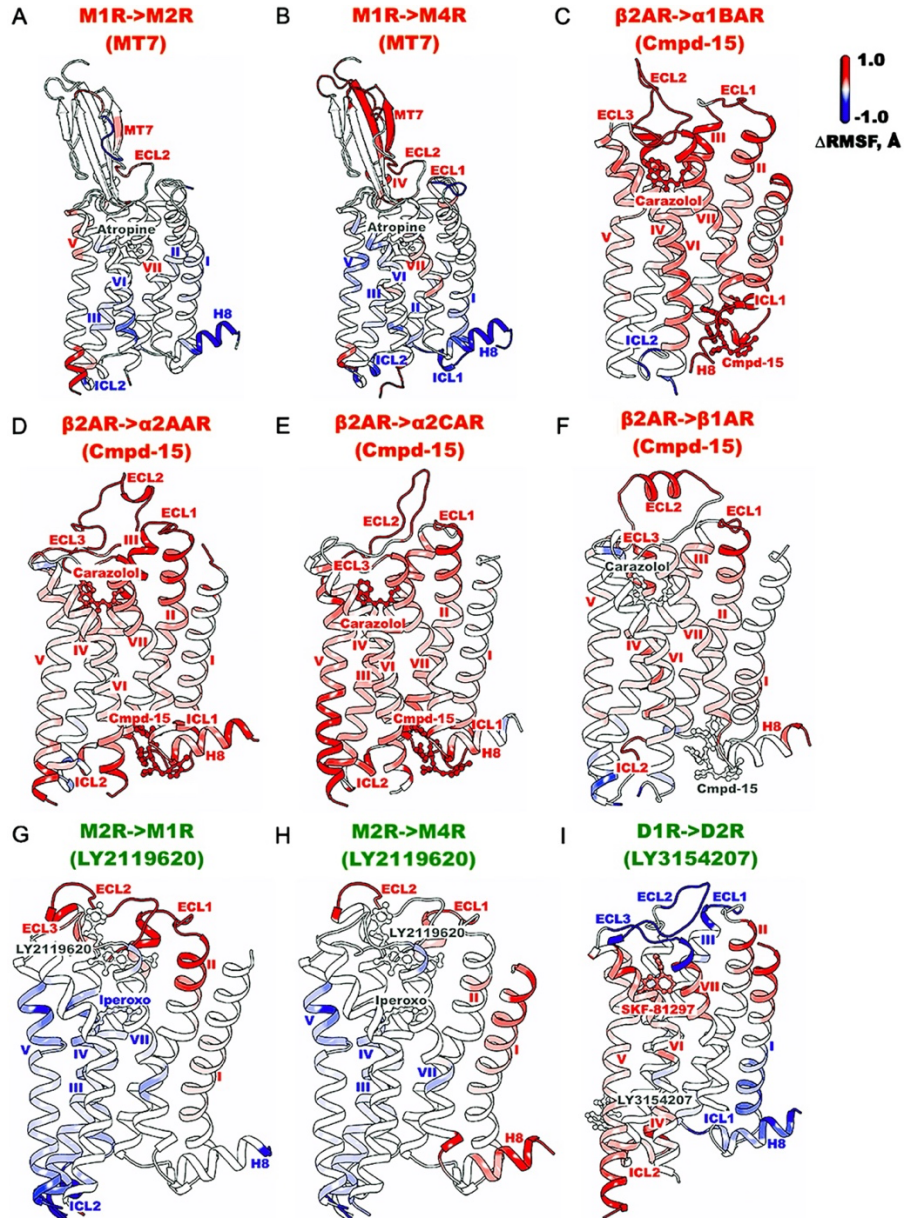 A
M1R->M2R
(MT7)
MT7
ECL2
Atropine
V
II
VII
I
VI
III
H8
ICL2
B
M1R->M4R
(MT7)
MT7
ECL2
IV
ECL1
Atropine
V
VII
VI
III
I
II
ICL2
H8
ICL1
C
β2AR->α1BAR
(Cmpd-15)
ECL2
ECL1
ECL3
III
II
Carazolol
I
IV
VII
V
VI
ICL1
ICL2
H8
Cmpd-15
1.0
-1.0
ΔRMSF, Å
D
β2AR->α2AAR
(Cmpd-15)
ECL2
ECL1
ECL3
III
Carazolol
II
IV
VII
V
I
VI
Cmpd-15
ICL1
H8
ICL2
E
β2AR->α2CAR
(Cmpd-15)
ECL2
ECL1
ECL3
II
Carazolol
IV
V
VII
I
III
VI
Cmpd-15
ICL1
H8
ICL2
F
β2AR->β1AR
(Cmpd-15)
ECL2
ECL1
ECL3
III
Carazolol
V
II
VII
IV
VI
I
H8
ICL2
Cmpd-15
G
M2R->M1R
(LY2119620)
ECL2
ECL1
ECL3
LY2119620
II
Iperoxo
V
IV
VII
III
I
H8
ICL2
H
M2R->M4R
(LY2119620)
ECL2
ECL1
LY2119620
II
Iperoxo
V
IV
I
III
VII
H8
I
D1R->D2R
(LY3154207)
ECL2
ECL1
ECL3
II
III
VII
SKF-81297
VI
V
I
LY3154207
IV
ICL1
H8
ICL2